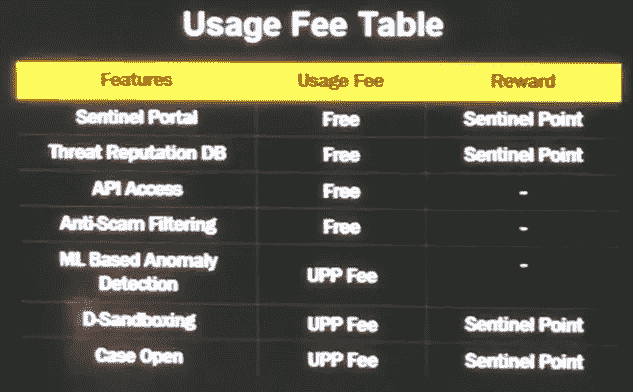 Usage Fee Table
Features Usage Fee Reward
Sentinel Portal Free Sentinel Point
Threat Reputation DB Free Sentinel Point
API Access Free -
Anti-Scam Filtering Free -
ML Based Anomaly
Detection UPP Fee -
D-Sandboxing UPP Fee Sentinel Point
Case Open UPP Fee Sentinel Point